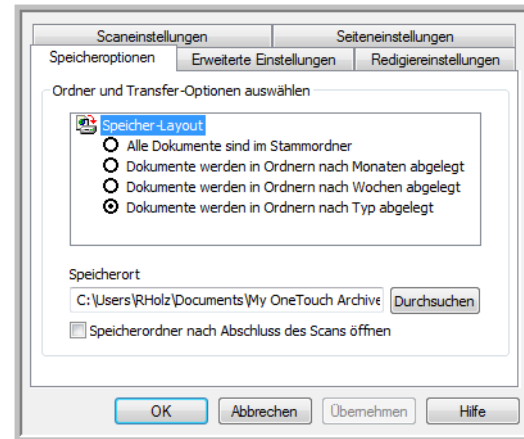 Scaneinstellungen Seiteneinstellungen
Speicheroptionen Erweiterte Einstellungen Redigiereinstellungen
Ordner und Transfer-Optionen auswählen
Speicher-Layout
Alle Dokumente sind im Stammordner
Dokumente werden in Ordnern nach Monaten abgelegt
Dokumente werden in Ordnern nach Wochen abgelegt
Dokumente werden in Ordnern nach Typ abgelegt
Speicherort
C:\Users\RHolz\Documents\My OneTouch Archive Durchsuchen
Speicherordner nach Abschluss des Scans öffnen
OK Abbrechen Übernehmen Hilfe